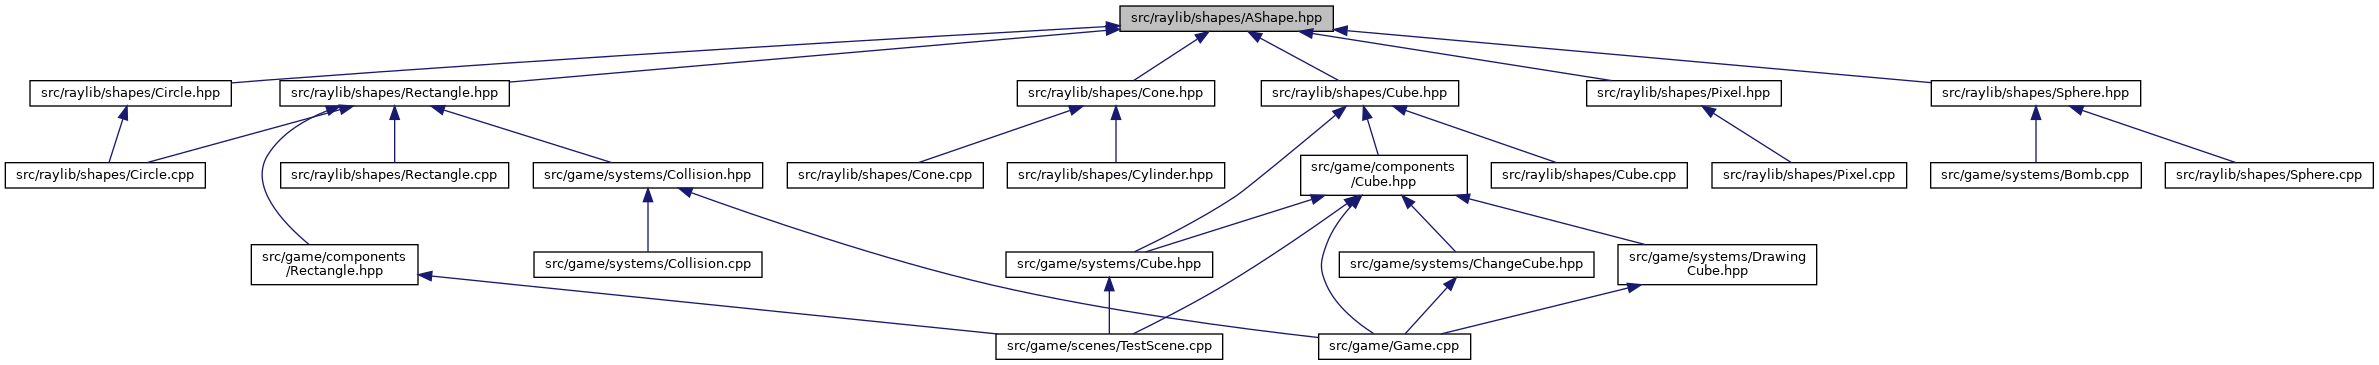 src/raylib/shapes/AShape.hpp
src/raylib/shapes/Circle.hpp
src/raylib/shapes/Rectangle.hpp
src/raylib/shapes/Cone.hpp
src/raylib/shapes/Cube.hpp
src/raylib/shapes/Pixel.hpp
src/raylib/shapes/Sphere.hpp
src/raylib/shapes/Circle.cpp
src/raylib/shapes/Rectangle.cpp
src/game/systems/Collision.hpp
src/raylib/shapes/Cone.cpp
src/raylib/shapes/Cylinder.hpp
src/game/components
/Cube.hpp
src/raylib/shapes/Cube.cpp
src/raylib/shapes/Pixel.cpp
src/game/systems/Bomb.cpp
src/raylib/shapes/Sphere.cpp
src/game/components
/Rectangle.hpp
src/game/systems/Collision.cpp
src/game/systems/Cube.hpp
src/game/systems/ChangeCube.hpp
src/game/systems/Drawing
Cube.hpp
src/game/scenes/TestScene.cpp
src/game/Game.cpp